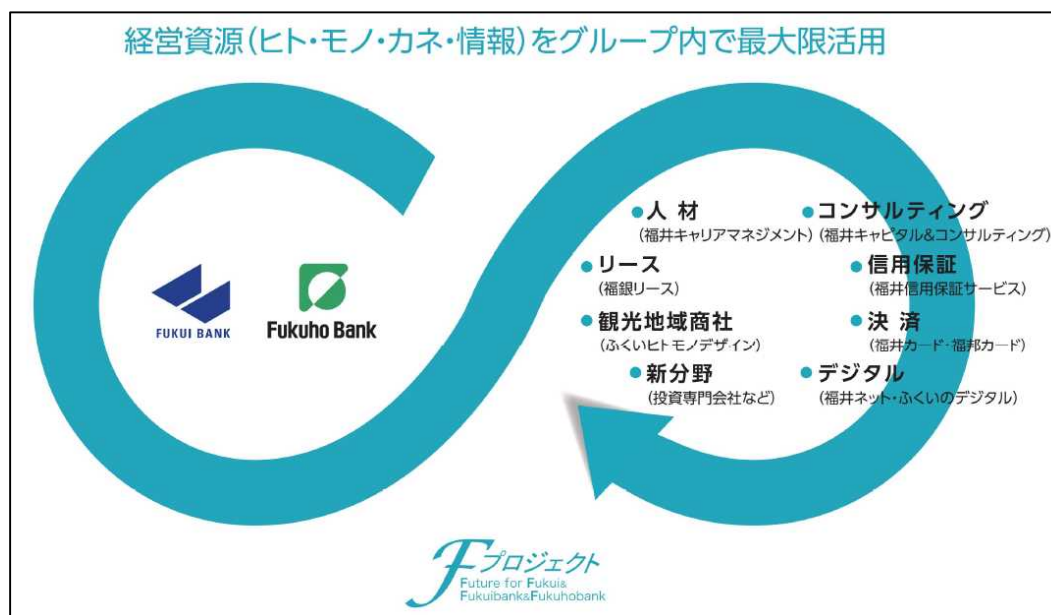 経営資源(ヒト・モノ・カネ・情報)をグループ内で最大限活用
FUKUI BANK
Fukuho Bank
●人 材
(福井キャリアマネジメント)
●コンサルティング
(福井キャピタル&コンサルティング)
●リース
(福銀リース)
●信用保証
(福井信用保証サービス)
●観光地域商社
(ふくいヒトモノデザイン)
●決 済
(福井カード・福邦カード)
●新分野
(投資専門会社など)
●デジタル
(福井ネット・ふくいのデジタル)
Fプロジェクト
Future for Fukui&
Fukuibank&Fukuhobank